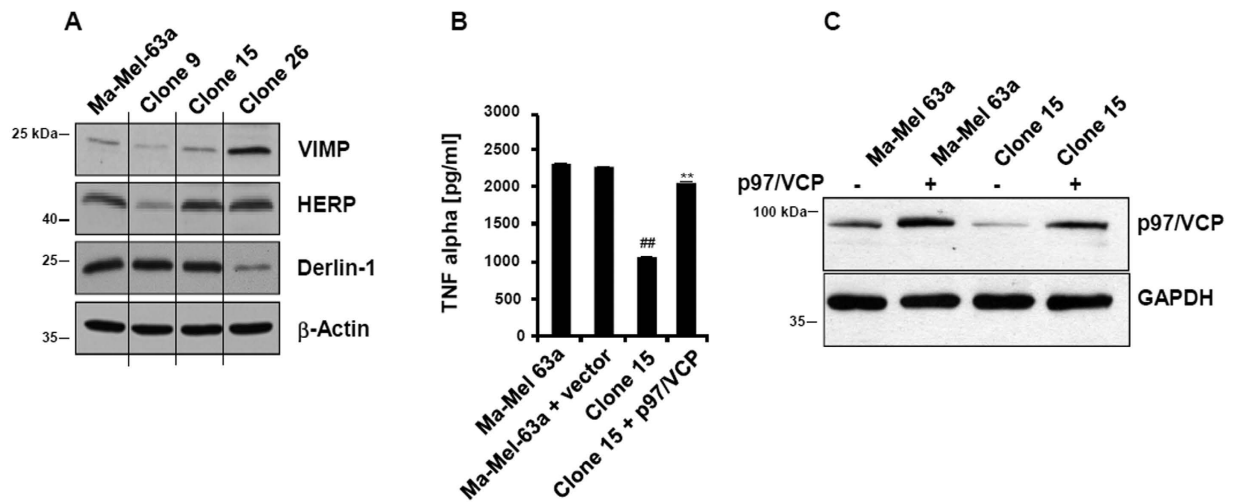 A
Ma-Mel-63a
Clone 9
Clone 15
Clone 26
25 kDa
VIMP
HERP
40
25
Derlin-1
β-Actin
35
B
TNF alpha [pg/ml]
3000
2500
2000
1500
1000
500
0
##
**
Ma-Mel 63a
Ma-Mel-63a + vector
Clone 15
Clone 15 + p97/VCP
C
Ma-Mel 63a
Ma-Mel 63a
Clone 15
Clone 15
p97/VCP - + - +
100 kDa
p97/VCP
GAPDH
35